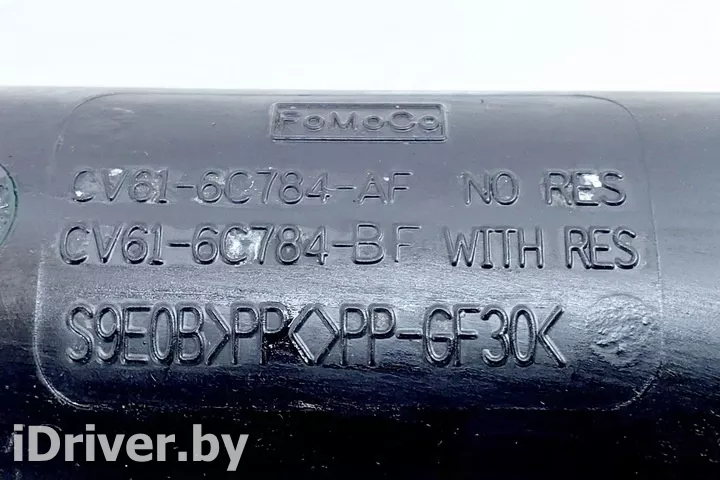 FoMoCo
CV61-6C784-AF NO RES
CV61-6C784-BF WITH RES
S9E0B>PP<>PP-GF30<
iDriver.by